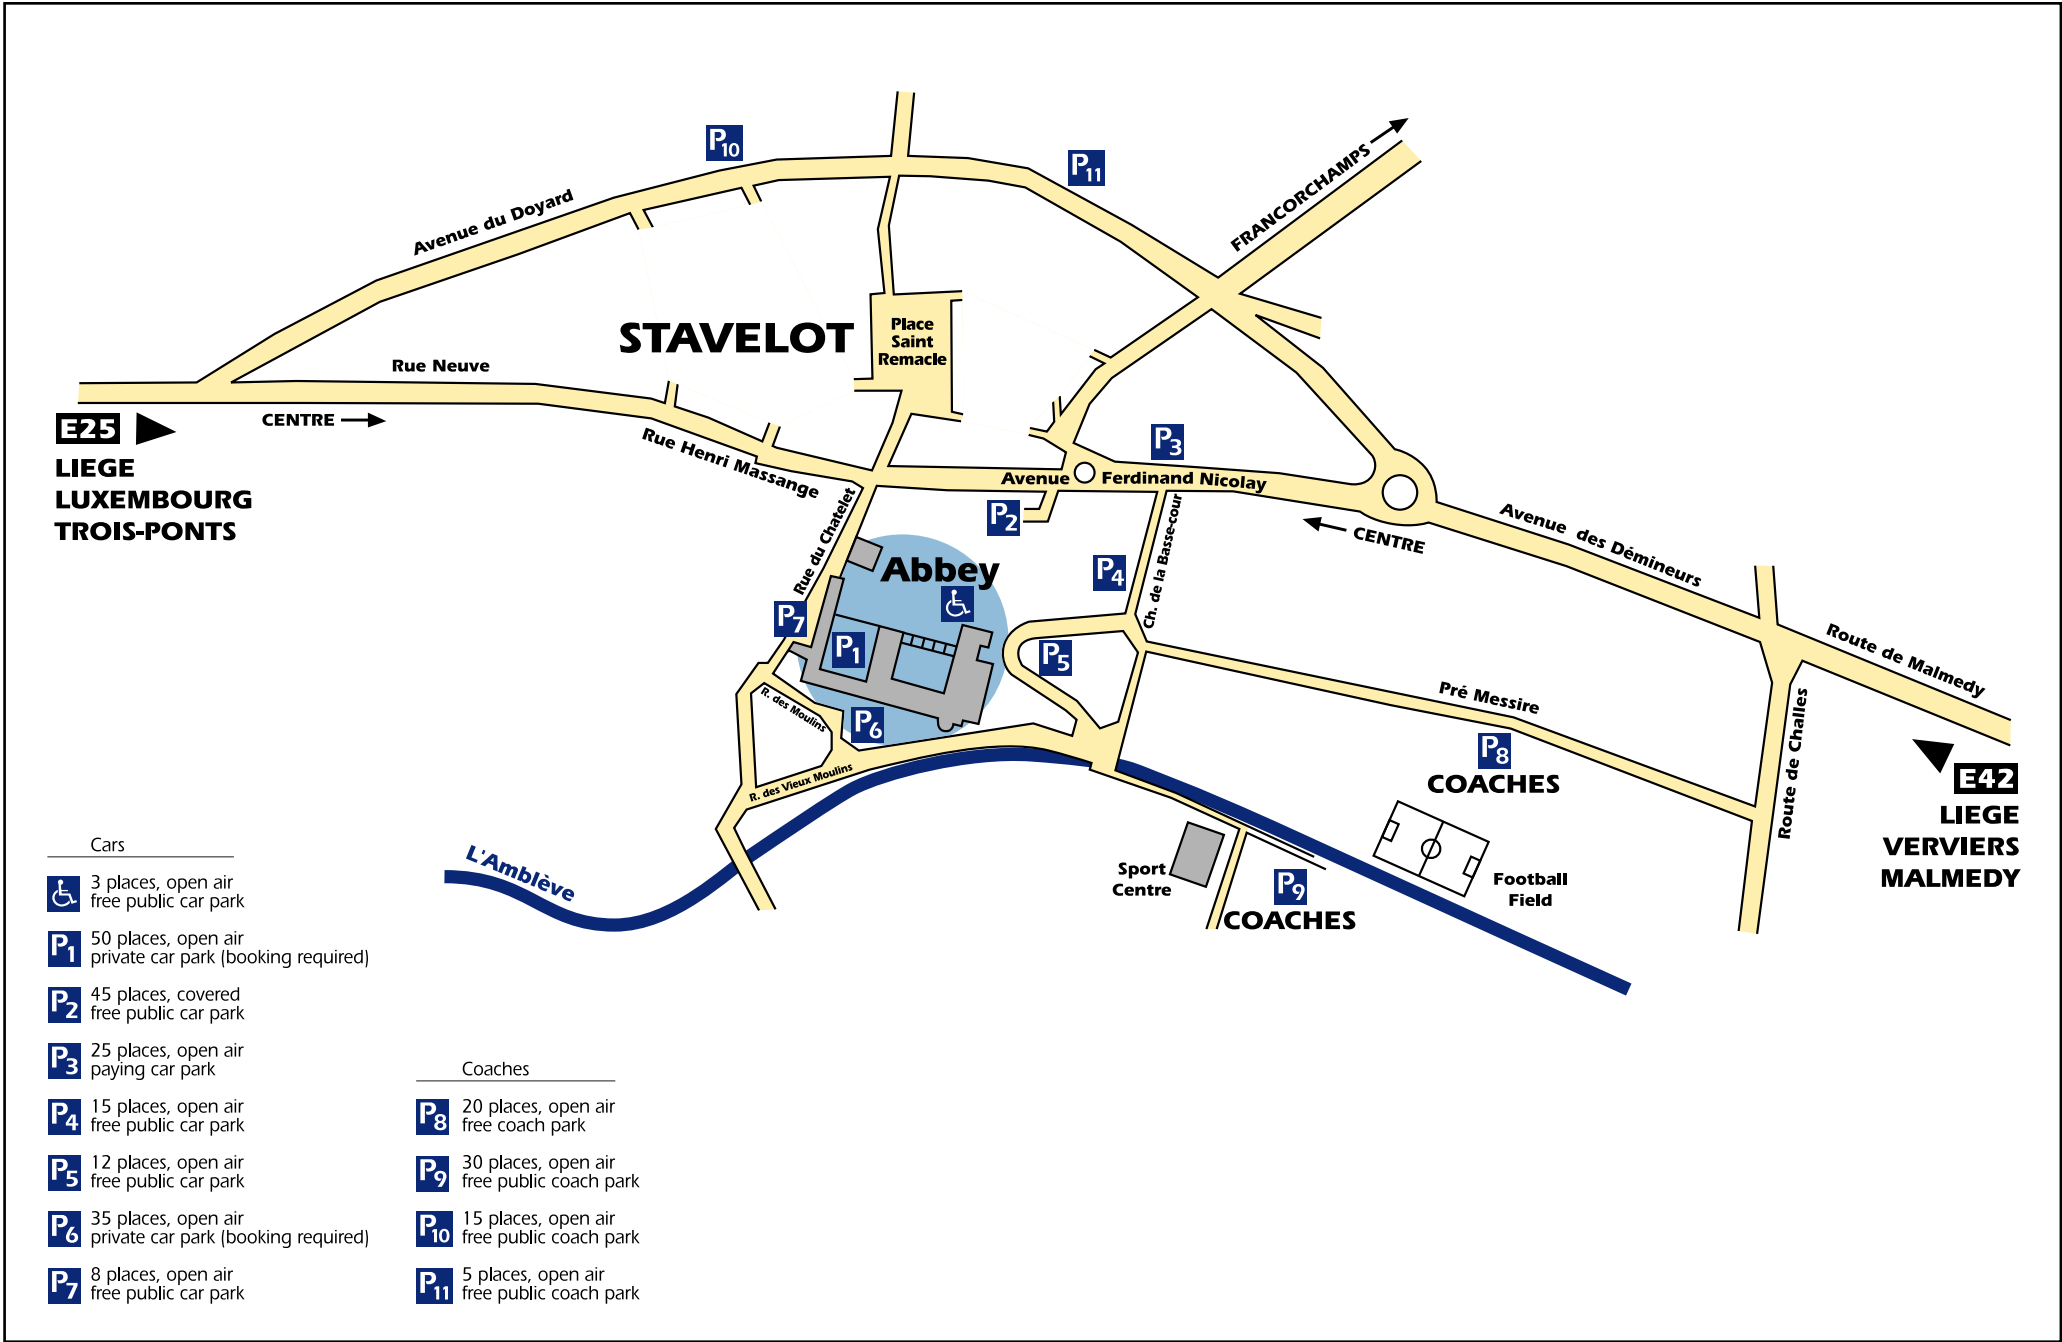 P10
P11
FRANCORCHAMPS
Avenue du Doyard
STAVELOT
Place
Saint
Remacle
Rue Neuve
CENTRE
E25
LIEGE
LUXEMBOURG
TROIS-PONTS
Rue Henri Massange
P3
Avenue Ferdinand Nicolay
P2
Rue du Chatelet
Ch. de la Basse-cour
CENTRE
Avenue des Démineurs
Abbey
P4
P7
P1
P5
Route de Malmedy
R. des Moulins
P6
Pré Messire
Route de Challes
P8
COACHES
R. des Vieux Moulins
E42
LIEGE
VERVIERS
MALMEDY
L'Amblève
Sport
Centre
P9
COACHES
Football
Field
Cars
3 places, open air
free public car park
P1 50 places, open air
private car park (booking required)
P2 45 places, covered
free public car park
P3 25 places, open air
paying car park
P4 15 places, open air
free public car park
P5 12 places, open air
free public car park
P6 35 places, open air
private car park (booking required)
P7 8 places, open air
free public car park
Coaches
P8 20 places, open air
free coach park
P9 30 places, open air
free public coach park
P10 15 places, open air
free public coach park
P11 5 places, open air
free public coach park